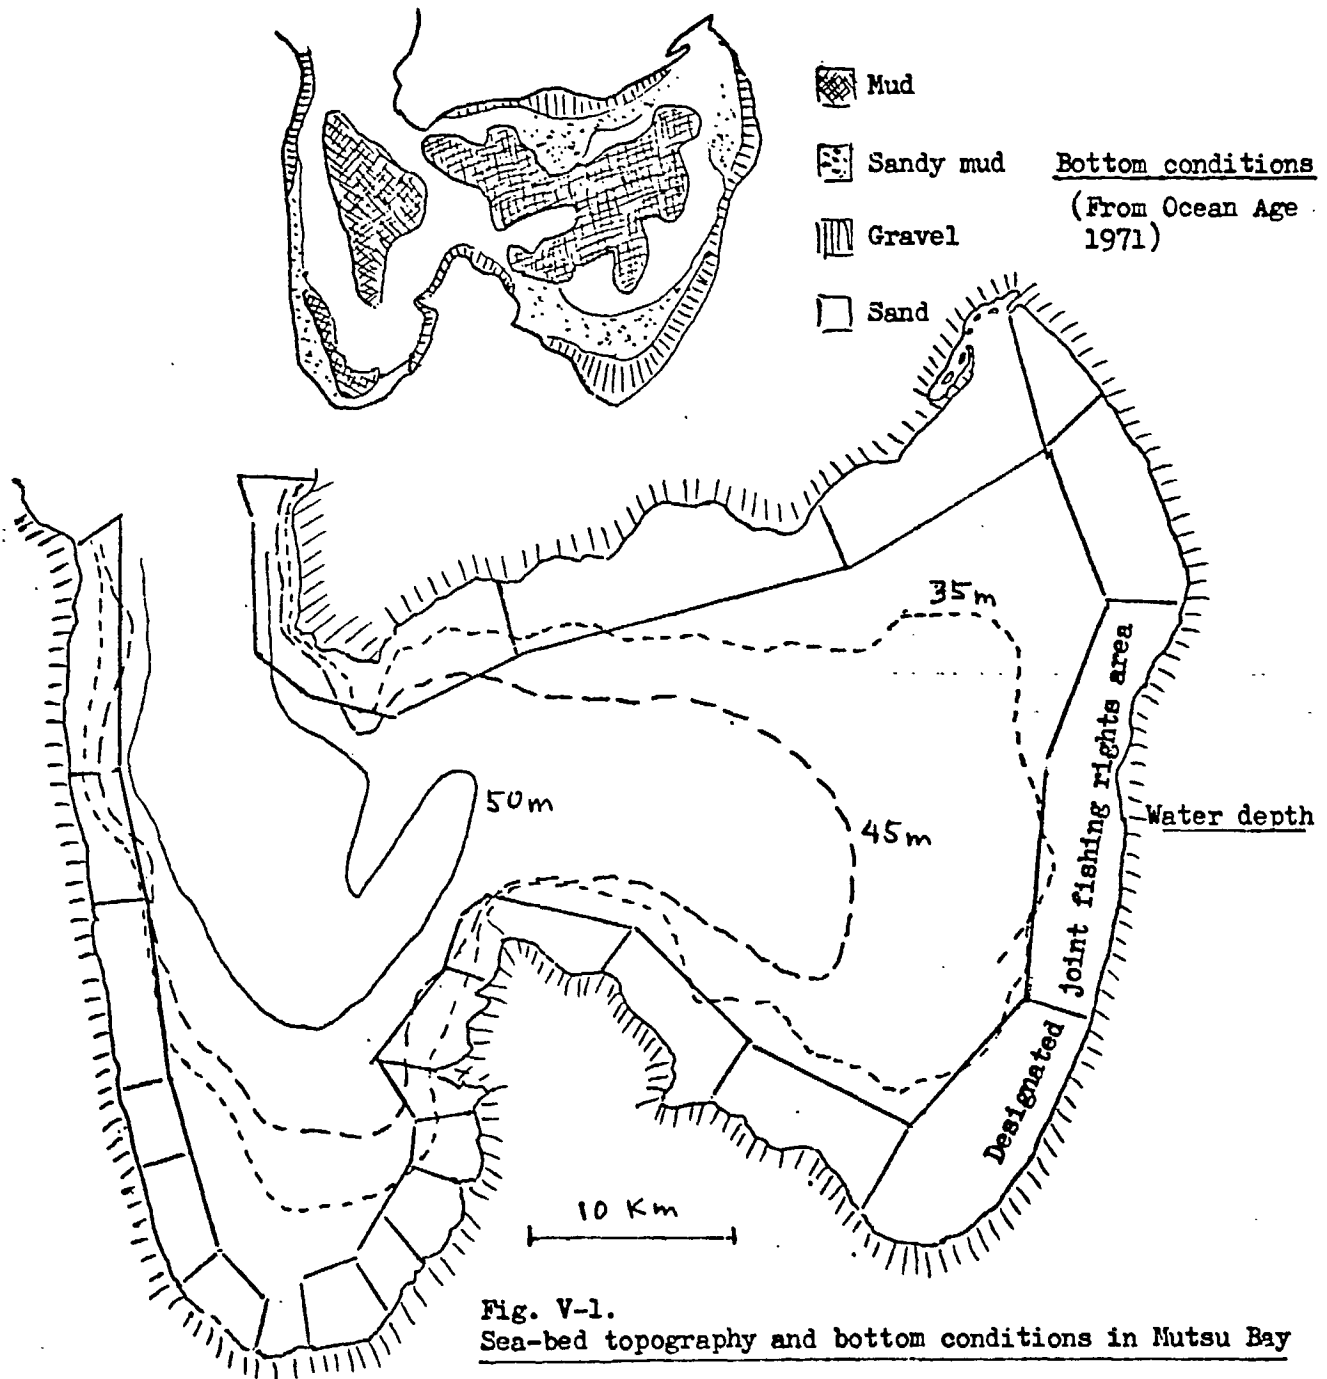 Mud
Sandy mud
Bottom conditions
(From Ocean Age
1971)
Gravel
Sand
35m
50m
45m
Water depth
Designated joint fishing rights area
10 Km
Fig. V-1.
Sea-bed topography and bottom conditions in Mutsu Bay